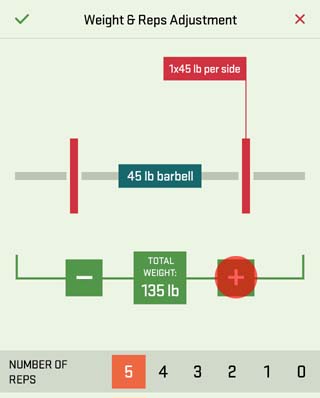 Weight & Reps Adjustment
1x45 lb per side
45 lb barbell
TOTAL
WEIGHT:
135 lb
NUMBER OF
REPS
5 4 3 2 1 0